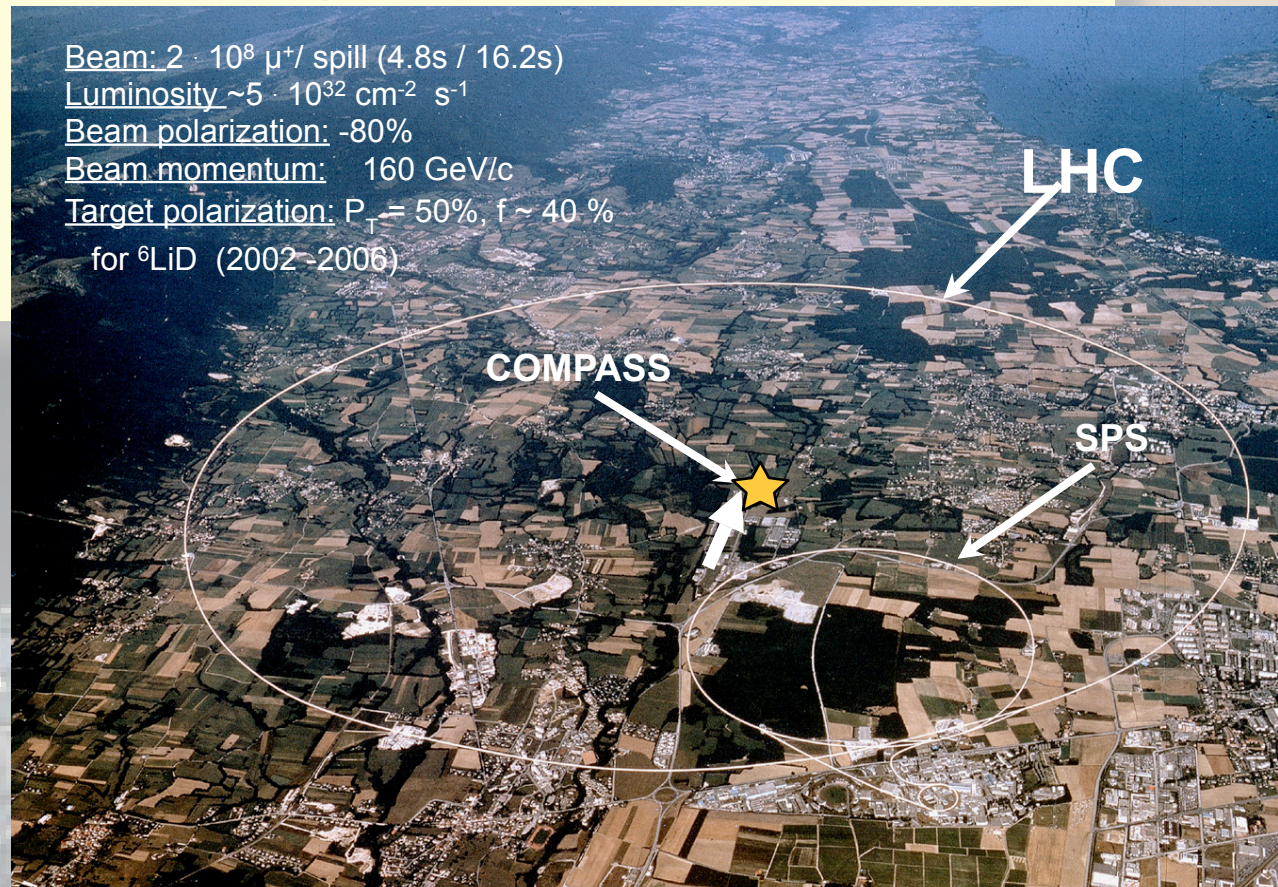 Beam: 2 · 10⁸ μ⁺/ spill (4.8s / 16.2s)
Luminosity ~5 · 10³² cm⁻² s⁻¹
Beam polarization: -80%
Beam momentum: 160 GeV/c
Target polarization: P_T = 50%, f ~ 40 %
for ⁶LiD (2002 -2006)
LHC
COMPASS
SPS